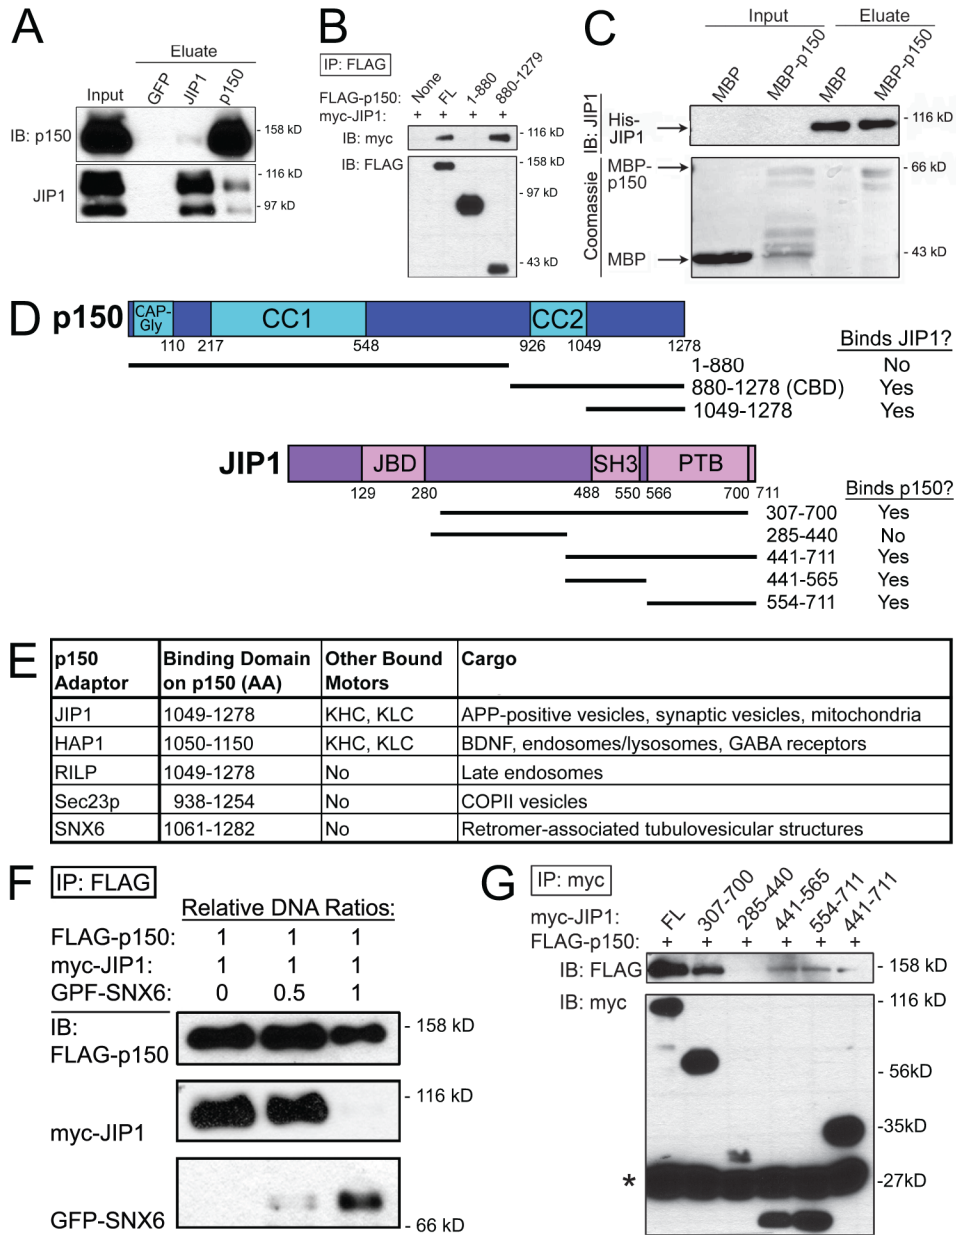 A
Eluate
Input
GFP
JIP1
p150
IB: p150
- 158 kD
- 116 kD
JIP1
- 97 kD
B
IP: FLAG
None
FL
1-880
880-1279
FLAG-p150:
myc-JIP1: + + + +
IB: myc
- 116 kD
IB: FLAG
- 158 kD
- 97 kD
- 43 kD
C
Input Eluate
MBP
MBP-p150
MBP
MBP-p150
IB: JIP1
His-
JIP1
- 116 kD
Coomassie
MBP-
p150
- 66 kD
MBP
- 43 kD
D
p150
CAP-
Gly
CC1
CC2
110 217 548 926 1049 1278
Binds JIP1?
1-880 No
880-1278 (CBD) Yes
1049-1278 Yes
JIP1
JBD
SH3
PTB
129 280 488 550 566 700 711
Binds p150?
307-700 Yes
285-440 No
441-711 Yes
441-565 Yes
554-711 Yes
E
p150 Adaptor | Binding Domain on p150 (AA) | Other Bound Motors | Cargo
JIP1 | 1049-1278 | KHC, KLC | APP-positive vesicles, synaptic vesicles, mitochondria
HAP1 | 1050-1150 | KHC, KLC | BDNF, endosomes/lysosomes, GABA receptors
RILP | 1049-1278 | No | Late endosomes
Sec23p | 938-1254 | No | COPII vesicles
SNX6 | 1061-1282 | No | Retromer-associated tubulovesicular structures
F
IP: FLAG
Relative DNA Ratios:
FLAG-p150: 1 1 1
myc-JIP1: 1 1 1
GPF-SNX6: 0 0.5 1
IB:
FLAG-p150
- 158 kD
- 116 kD
myc-JIP1
GFP-SNX6
- 66 kD
G
IP: myc
FL
307-700
285-440
441-565
554-711
441-711
myc-JIP1:
FLAG-p150: + + + + + +
IB: FLAG
- 158 kD
IB: myc
- 116 kD
- 56kD
-35kD
*
-27kD